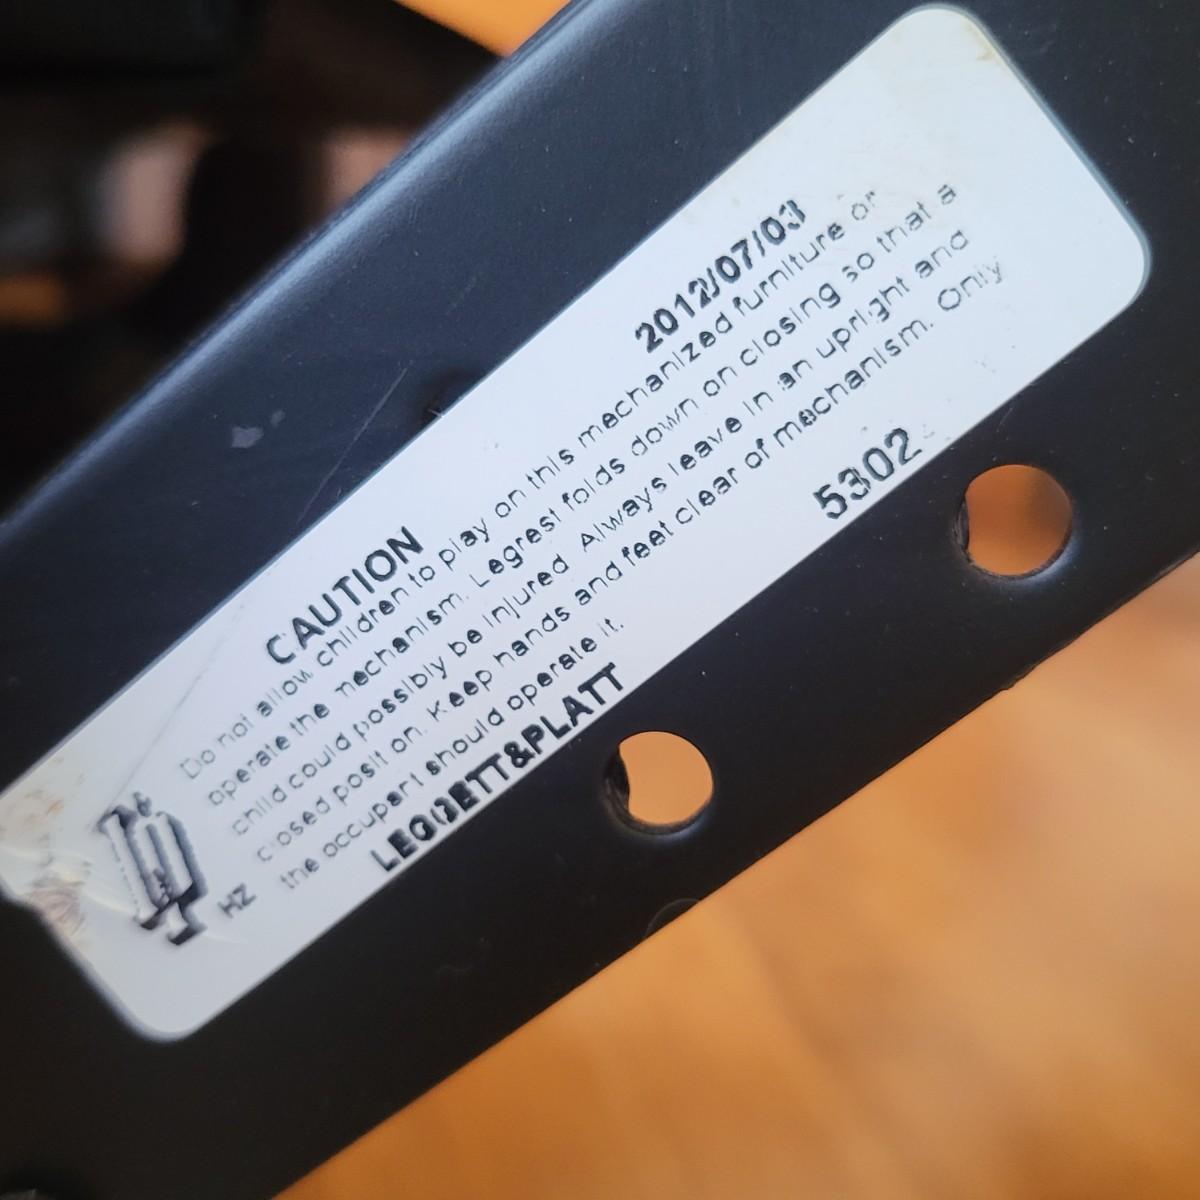 CAUTION 2012/07/03
Do not allow children to play on this mechanized furniture or
operate the mechanism. Legrest folds down on closing so that a
child could possibly be injured. Always leave in an upright and
closed position. Keep hands and feet clear of mechanism. Only
the occupant should operate it.
HZ
LEGGETT&PLATT 5302